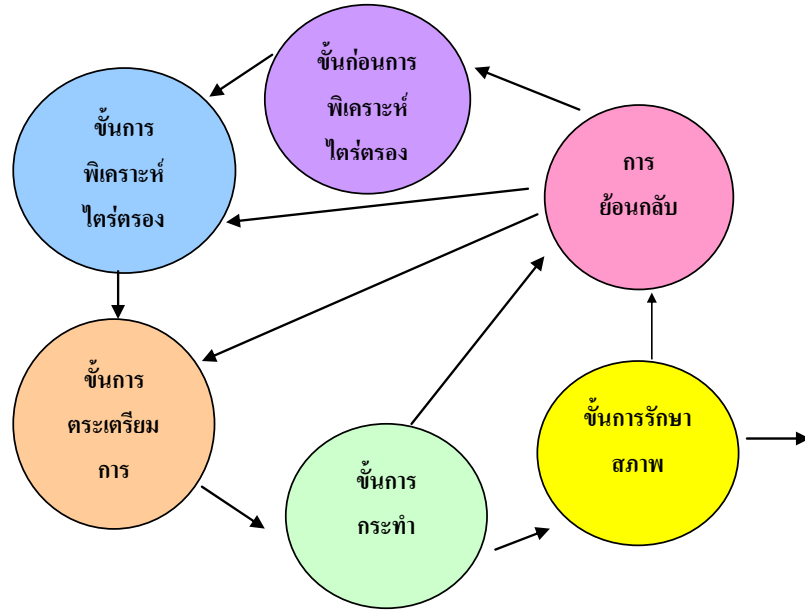 ขั้นก่อนการ
พิเคราะห์
ไตร่ตรอง
ขั้นการ
พิเคราะห์
ไตร่ตรอง
การ
ย้อนกลับ
ขั้นการ
ตระเตรียม
การ
ขั้นการรักษา
สภาพ
ขั้นการ
กระทำ